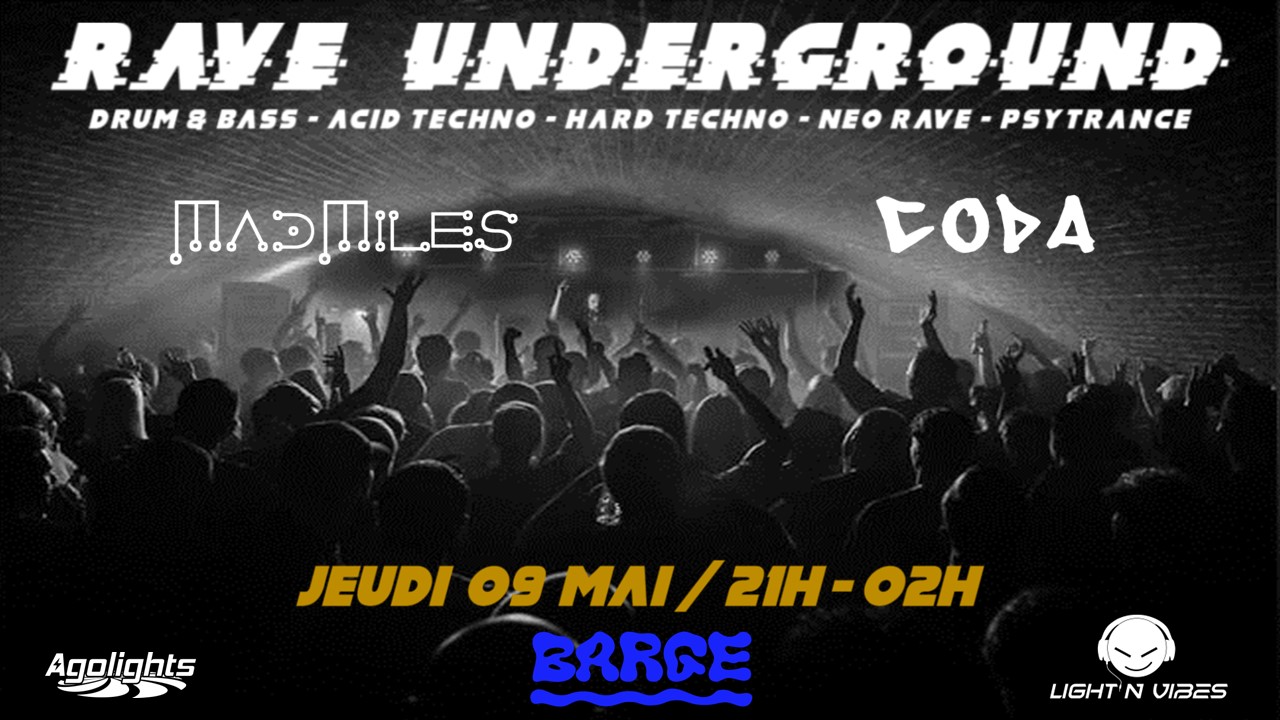 RAVE UNDERGROUND
DRUM & BASS - ACID TECHNO - HARD TECHNO - NEO RAVE - PSYTRANCE
MADMILES
CODA
JEUDI 09 MAI / 21H - 02H
BARGE
Agolights
LIGHT'N VIBES